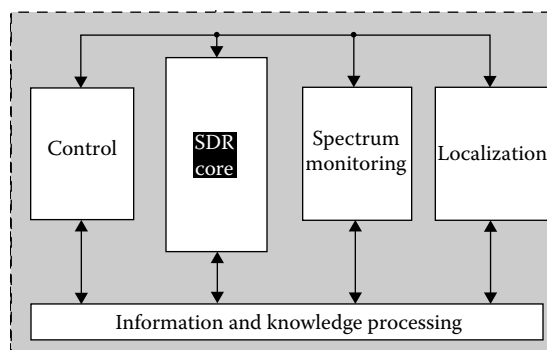 Control
SDR
core
Spectrum
monitoring
Localization
Information and knowledge processing